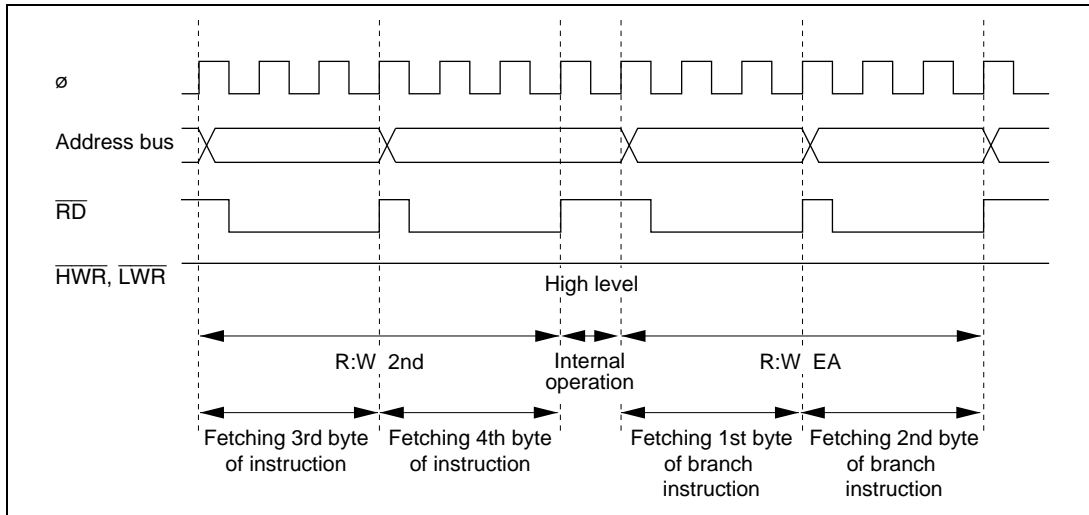 ø
Address bus
RD
HWR, LWR
High level
R:W 2nd
Internal
operation
R:W EA
Fetching 3rd byte
of instruction
Fetching 4th byte
of instruction
Fetching 1st byte
of branch
instruction
Fetching 2nd byte
of branch
instruction